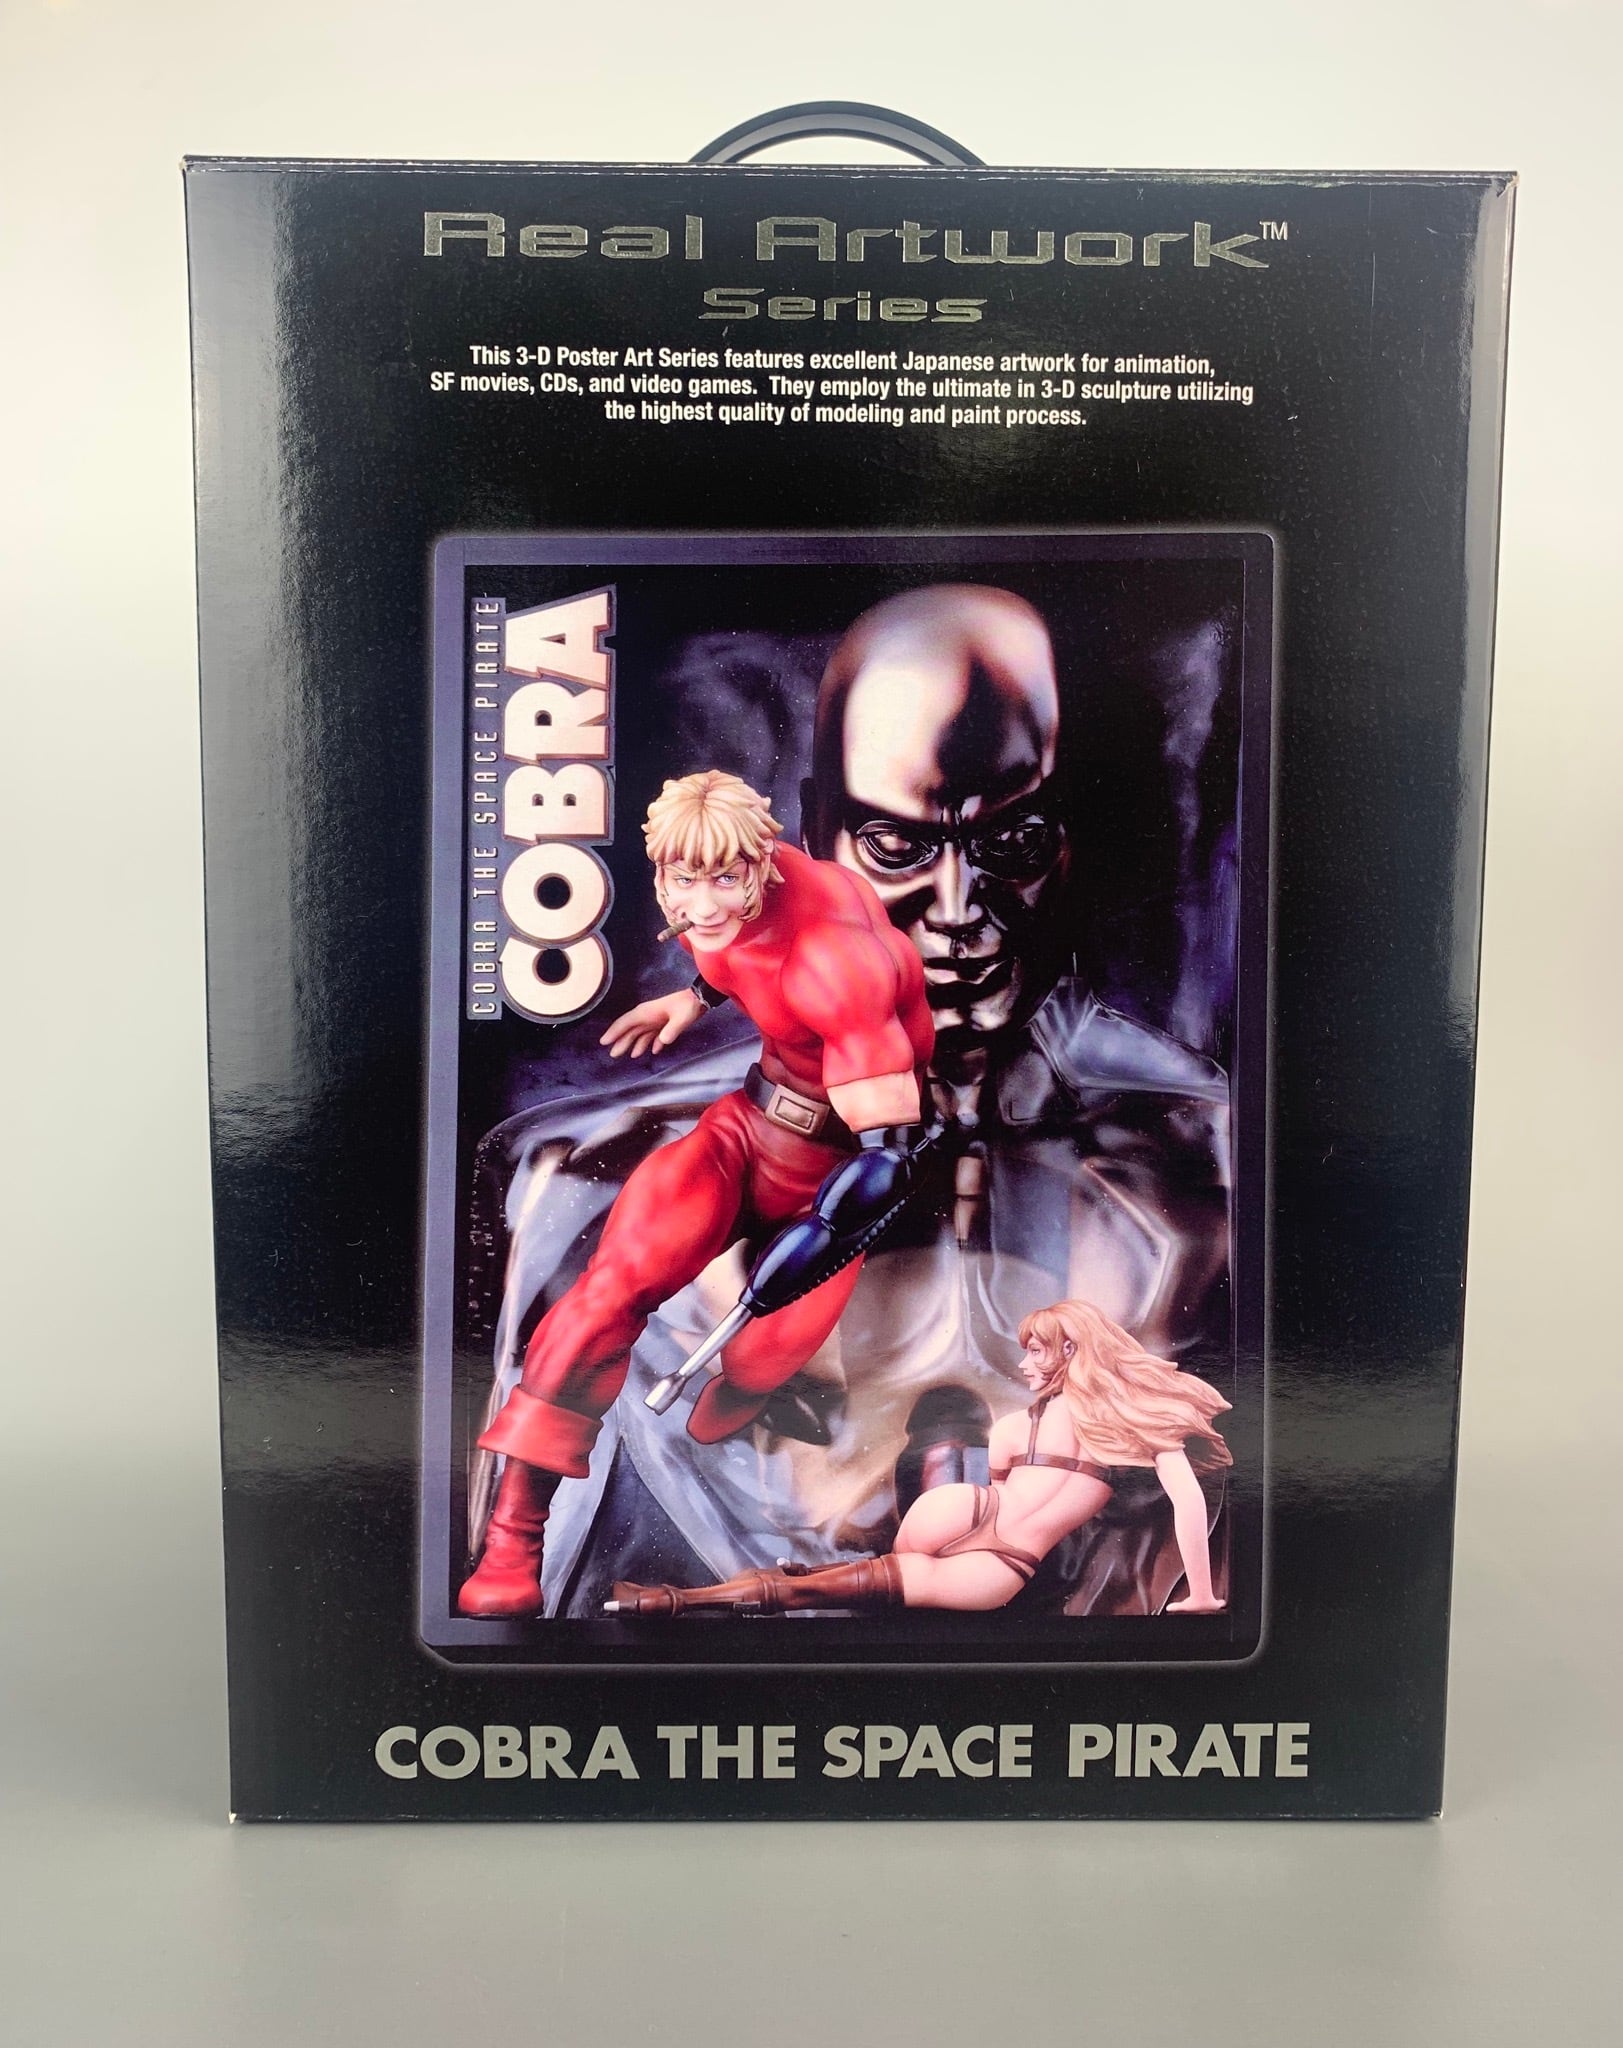 Real Artwork™
Series
This 3-D Poster Art Series features excellent Japanese artwork for animation,
SF movies, CDs, and video games. They employ the ultimate in 3-D sculpture utilizing
the highest quality of modeling and paint process.
COBRA THE SPACE PIRATE
COBRA
COBRA THE SPACE PIRATE